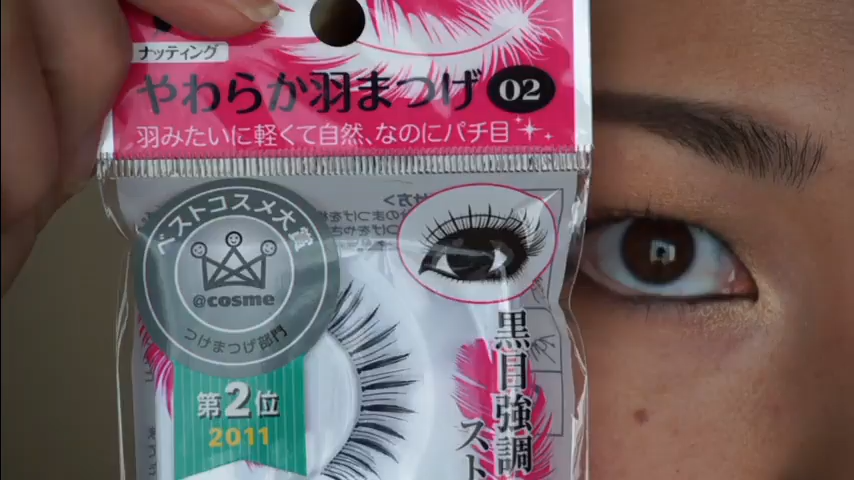 ナッティング
やわらか羽まつげ 02
羽みたいに軽くて自然、なのにパチ目
ベストコスメ大賞
@cosme
つけまつげ部門
第2位
2011
黒目強調
スト